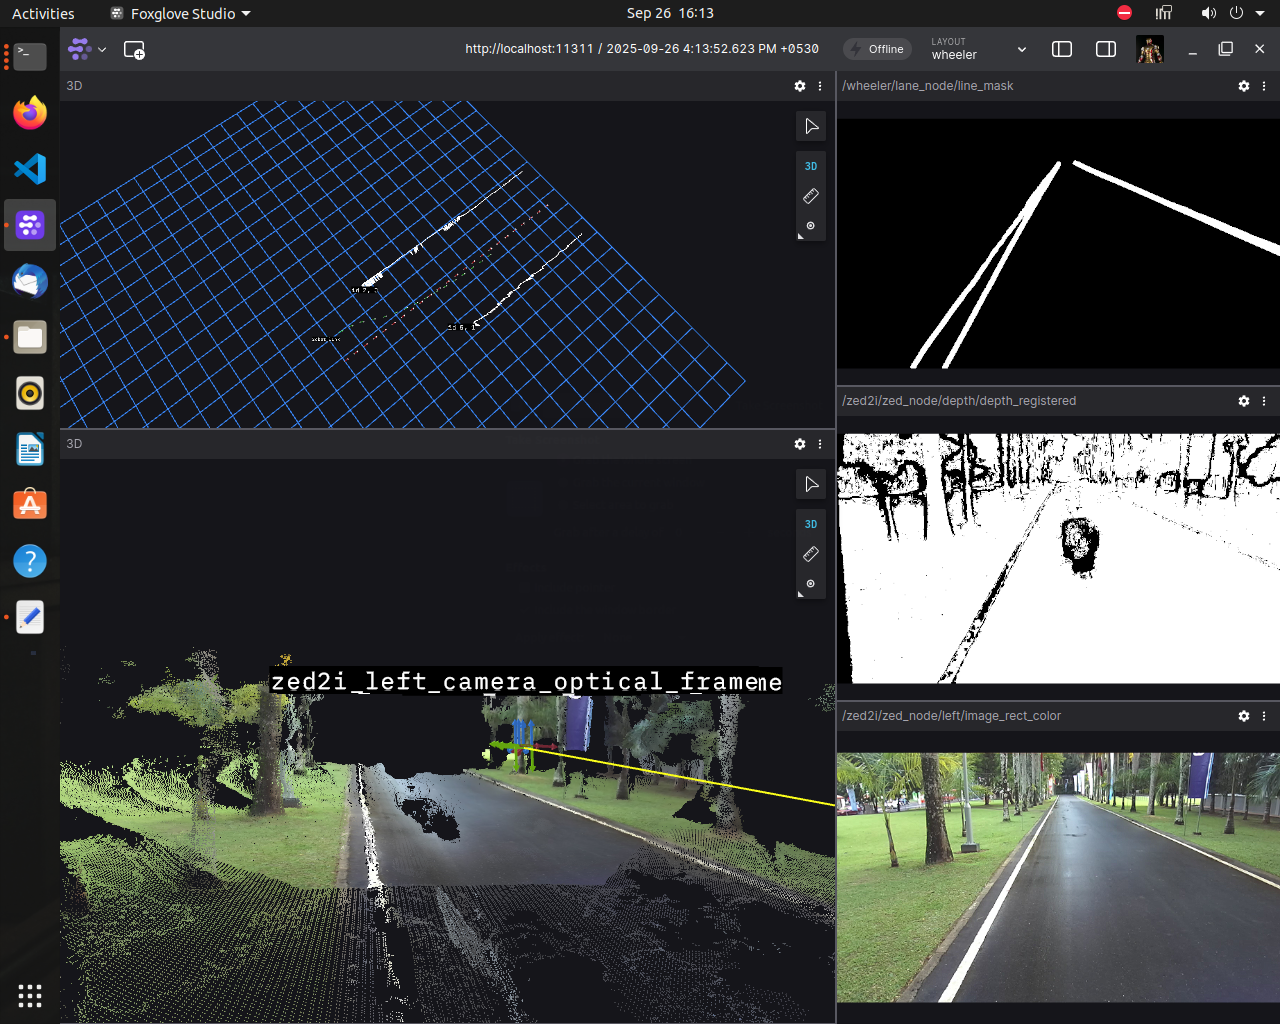 Activities
Foxglove Studio
Sep 26 16:13
http://localhost:11311 / 2025-09-26 4:13:52.623 PM +0530
Offline
LAYOUT
wheeler
3D
3D
/wheeler/lane_node/line_mask
/zed2i/zed_node/depth/depth_registered
3D
3D
zed2i_left_camera_optical_frame
/zed2i/zed_node/left/image_rect_color